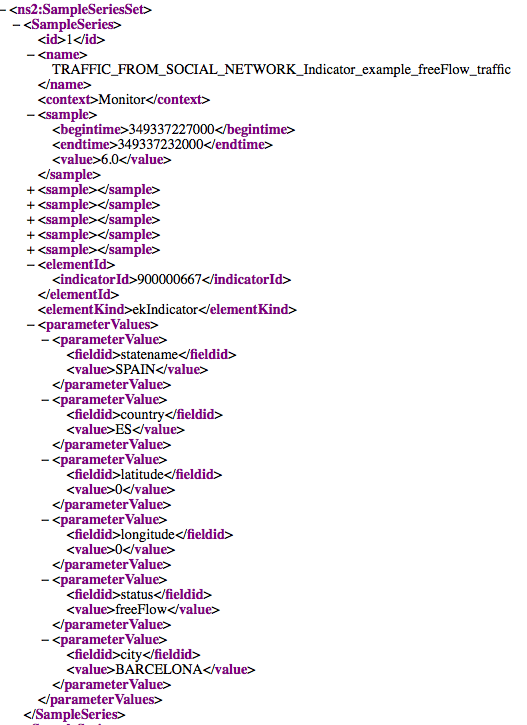 −<ns2:SampleSeriesSet>
−<SampleSeries>
<id>1</id>
−<name>
TRAFFIC_FROM_SOCIAL_NETWORK_Indicator_example_freeFlow_traffic
</name>
<context>Monitor</context>
−<sample>
<begintime>349337227000</begintime>
<endtime>349337232000</endtime>
<value>6.0</value>
</sample>
+<sample></sample>
+<sample></sample>
+<sample></sample>
+<sample></sample>
+<sample></sample>
−<elementId>
<indicatorId>900000667</indicatorId>
</elementId>
<elementKind>ekIndicator</elementKind>
−<parameterValues>
−<parameterValue>
<fieldid>statename</fieldid>
<value>SPAIN</value>
</parameterValue>
−<parameterValue>
<fieldid>country</fieldid>
<value>ES</value>
</parameterValue>
−<parameterValue>
<fieldid>latitude</fieldid>
<value>0</value>
</parameterValue>
−<parameterValue>
<fieldid>longitude</fieldid>
<value>0</value>
</parameterValue>
−<parameterValue>
<fieldid>status</fieldid>
<value>freeFlow</value>
</parameterValue>
−<parameterValue>
<fieldid>city</fieldid>
<value>BARCELONA</value>
</parameterValue>
</parameterValues>
</SampleSeries>